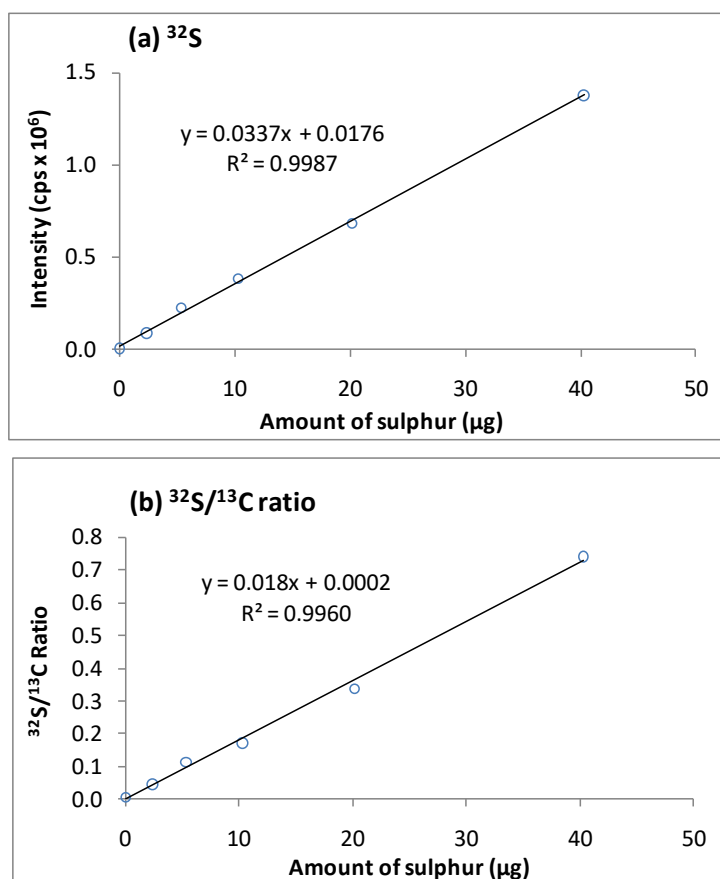 (a) ³²S
1.5
1.0
0.5
0.0
Intensity (cps x 10⁶)
y = 0.0337x + 0.0176
R² = 0.9987
0 10 20 30 40 50
Amount of sulphur (µg)
(b) ³²S/¹³C ratio
0.8
0.7
0.6
0.5
0.4
0.3
0.2
0.1
0.0
³²S/¹³C Ratio
y = 0.018x + 0.0002
R² = 0.9960
0 10 20 30 40 50
Amount of sulphur (µg)